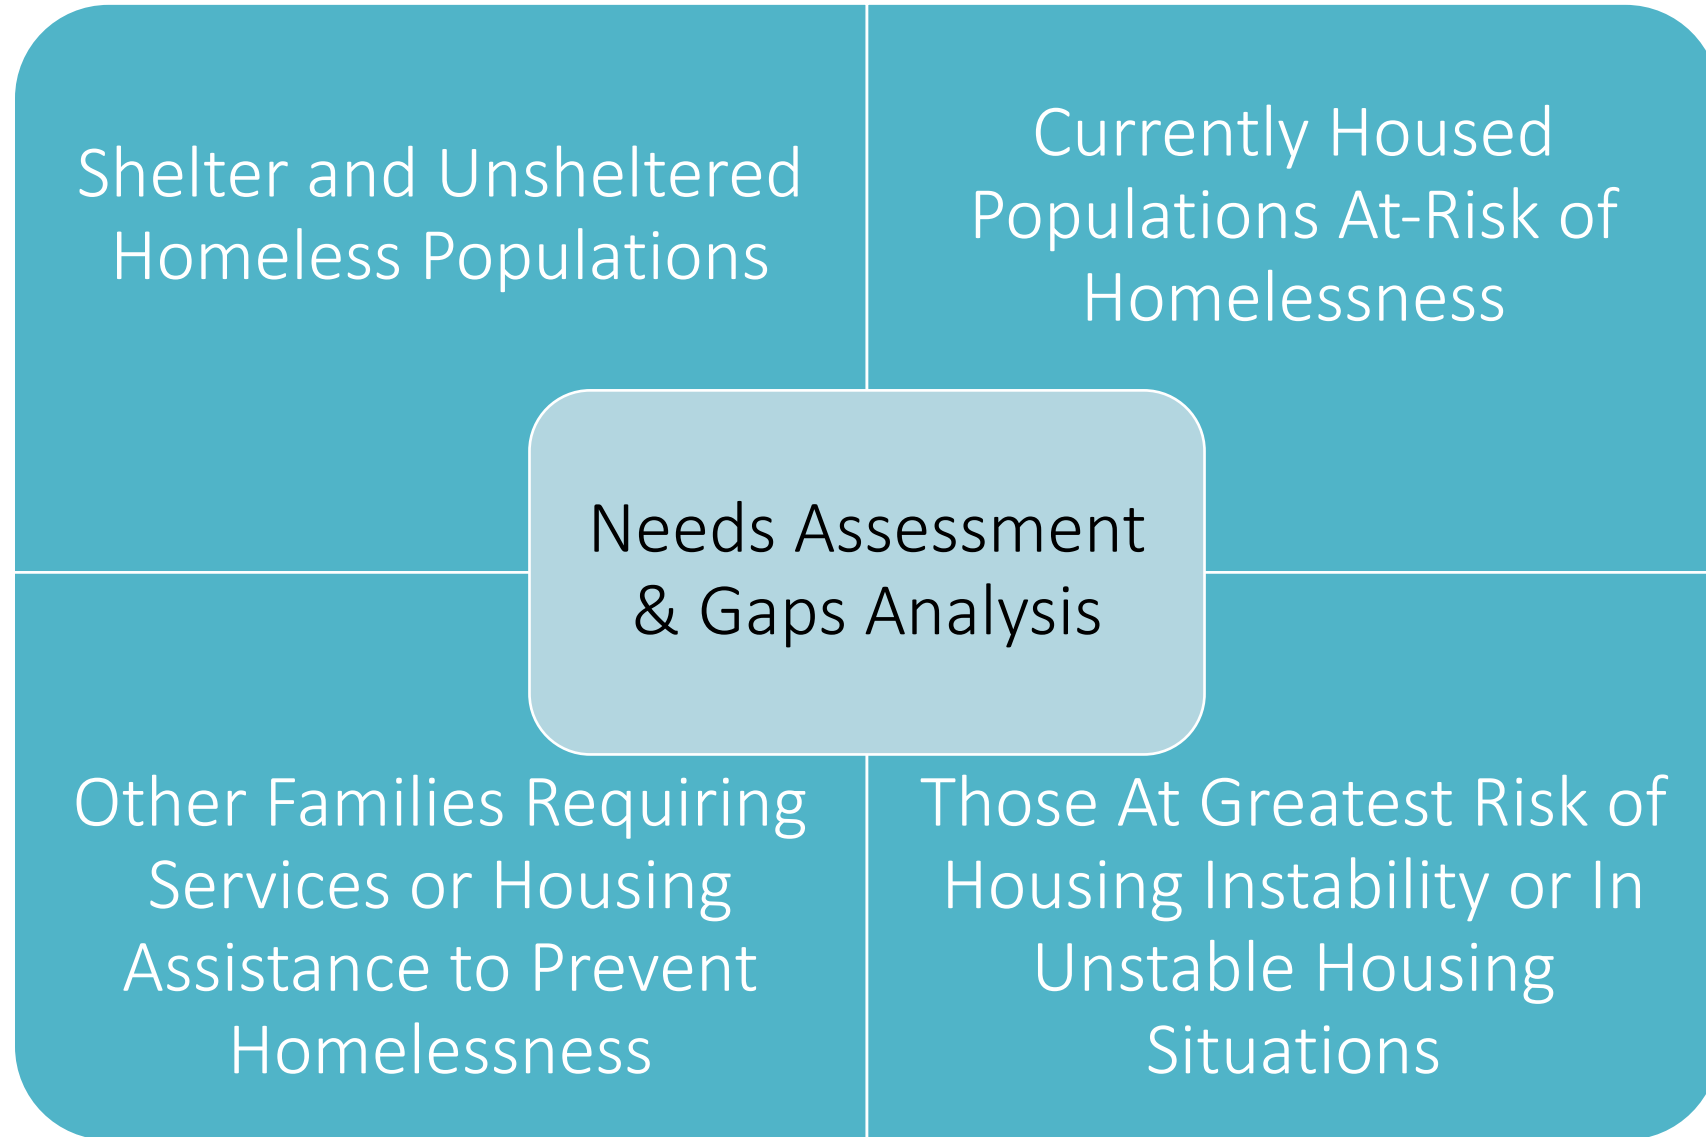 Shelter and Unsheltered
Homeless Populations
Currently Housed
Populations At-Risk of
Homelessness
Needs Assessment
& Gaps Analysis
Other Families Requiring
Services or Housing
Assistance to Prevent
Homelessness
Those At Greatest Risk of
Housing Instability or In
Unstable Housing
Situations